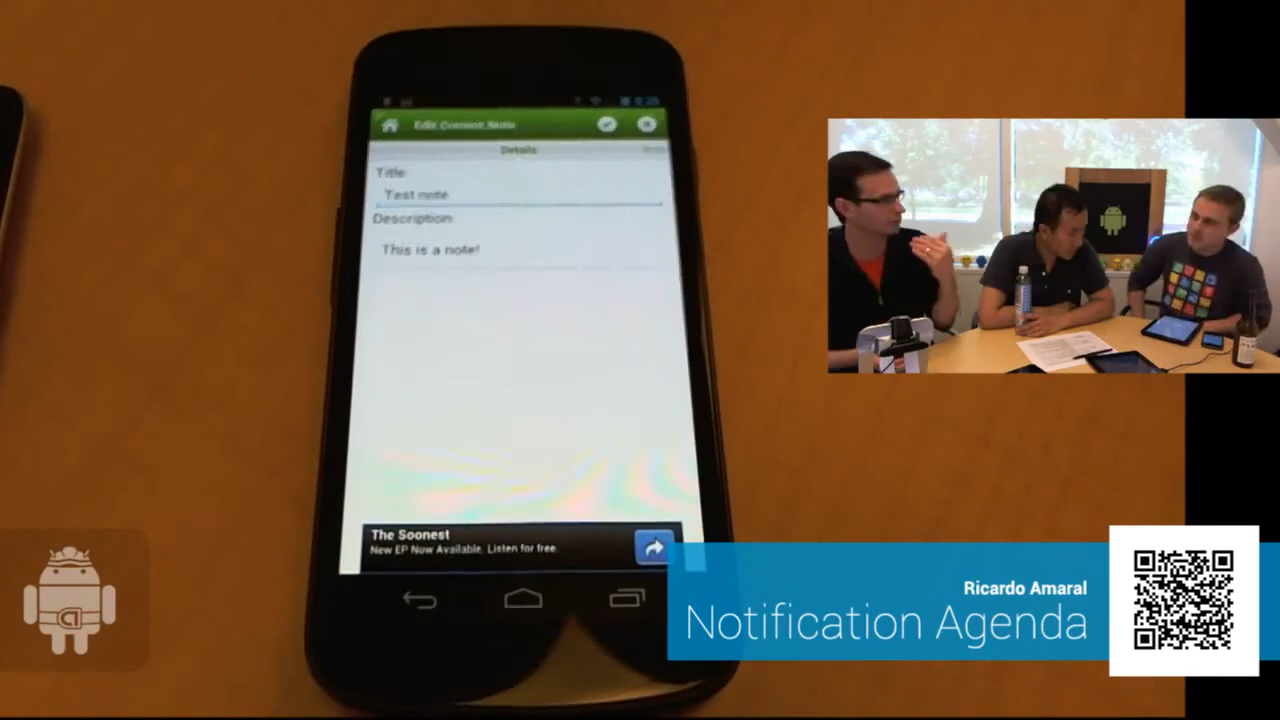 Edit Current Note
Details
Title:
Test note
Description:
This is a note!
The Soonest
New EP Now Available. Listen for free.
Ricardo Amaral
Notification Agenda